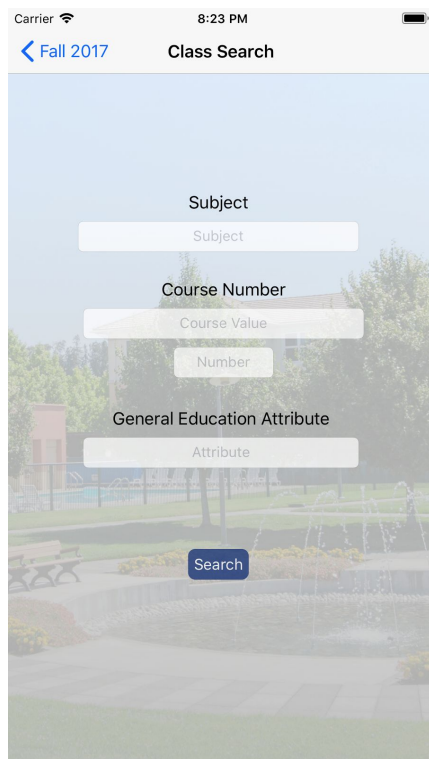 Carrier 8:23 PM
Fall 2017 Class Search
Subject
Subject
Course Number
Course Value
Number
General Education Attribute
Attribute
Search